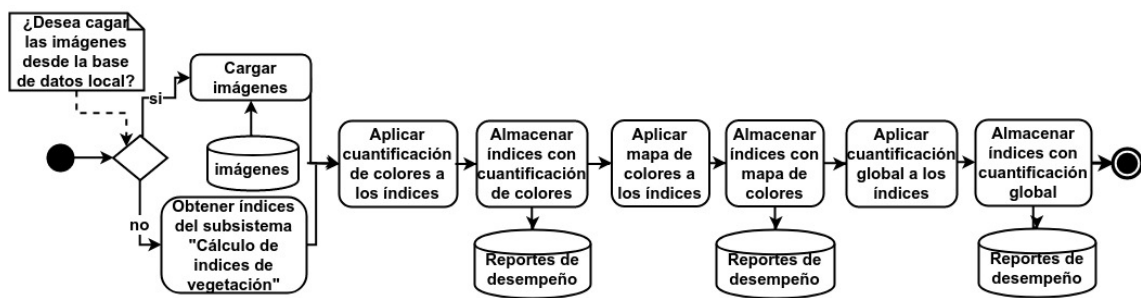 ¿Desea cagar
las imágenes
desde la base
de datos local?
si
Cargar
imágenes
imágenes
no
Obtener índices
del subsistema
"Cálculo de
indices de
vegetación"
Aplicar
cuantificación
de colores a
los índices
Almacenar
índices con
cuantificación
de colores
Reportes de
desempeño
Aplicar
mapa de
colores a
los índices
Almacenar
índices con
mapa de
colores
Reportes de
desempeño
Aplicar
cuantificación
global a los
índices
Almacenar
índices con
cuantificación
global
Reportes de
desempeño